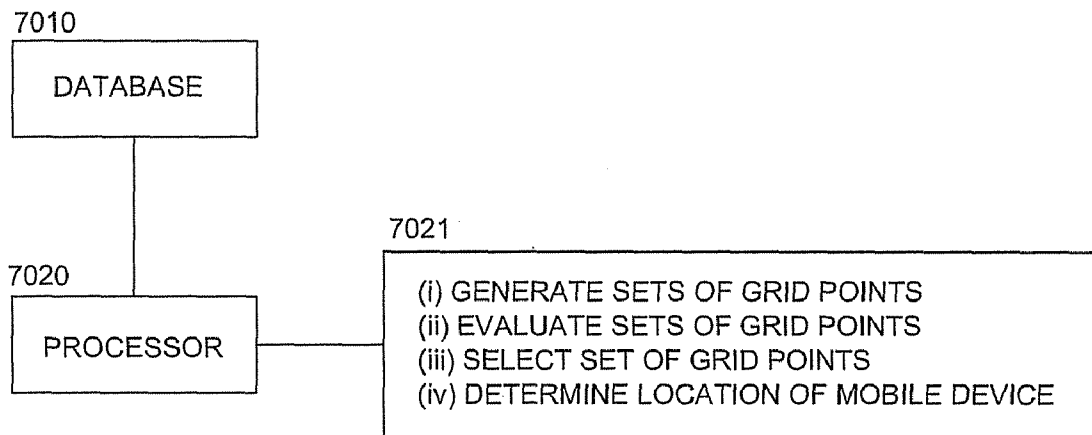 7010
DATABASE
7020
PROCESSOR
7021
(i) GENERATE SETS OF GRID POINTS
(ii) EVALUATE SETS OF GRID POINTS
(iii) SELECT SET OF GRID POINTS
(iv) DETERMINE LOCATION OF MOBILE DEVICE